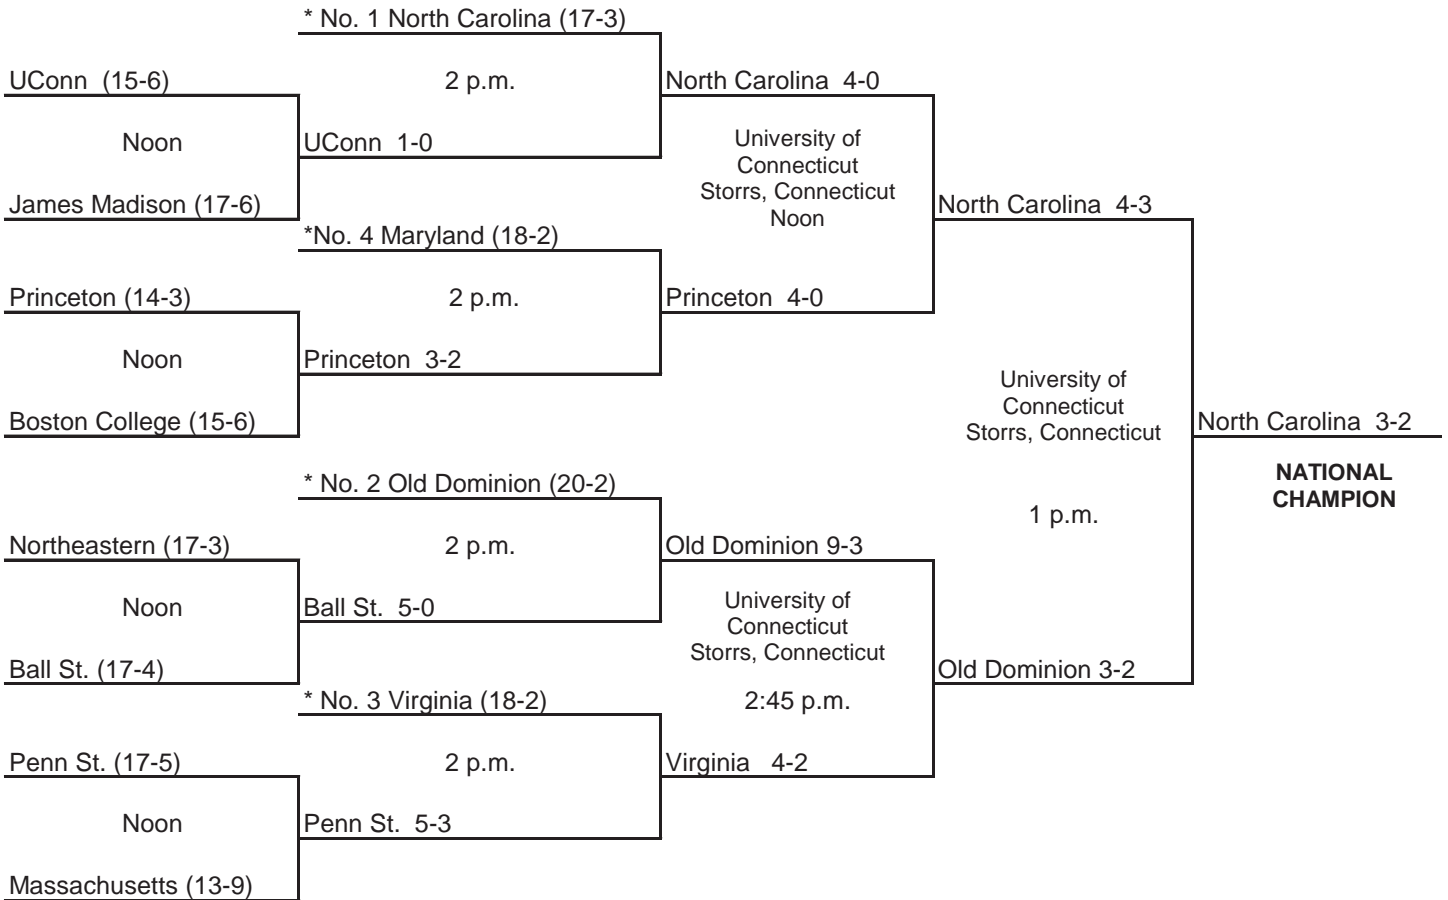 * No. 1 North Carolina (17-3)
UConn  (15-6)
2 p.m.
North Carolina  4-0
Noon
UConn  1-0
University of
Connecticut
Storrs, Connecticut
Noon
James Madison (17-6)
North Carolina  4-3
*No. 4 Maryland (18-2)
Princeton (14-3)
2 p.m.
Princeton  4-0
Noon
Princeton  3-2
University of
Connecticut
Storrs, Connecticut
Boston College (15-6)
North Carolina  3-2
NATIONAL
CHAMPION
* No. 2 Old Dominion (20-2)
1 p.m.
Northeastern (17-3)
2 p.m.
Old Dominion 9-3
Noon
Ball St.  5-0
University of
Connecticut
Storrs, Connecticut
Ball St. (17-4)
Old Dominion 3-2
* No. 3 Virginia (18-2)
2:45 p.m.
Penn St. (17-5)
2 p.m.
Virginia   4-2
Noon
Penn St.  5-3
Massachusetts (13-9)